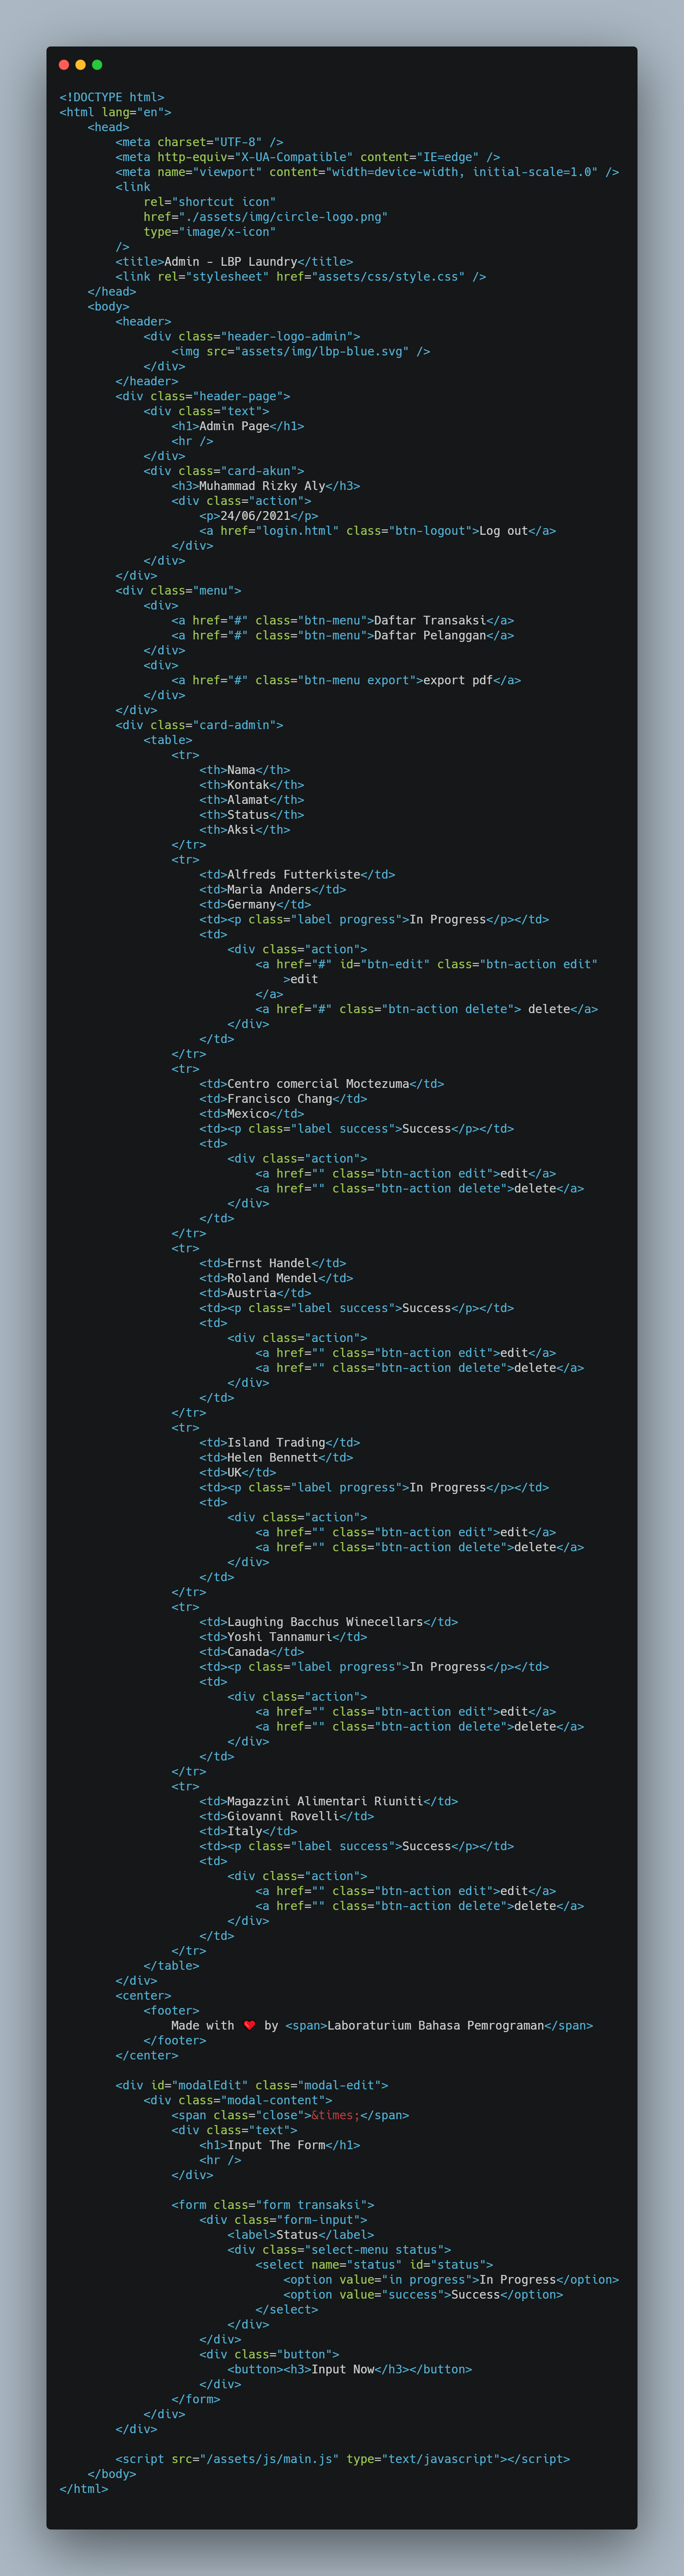 <!DOCTYPE html>
<html lang="en">
    <head>
        <meta charset="UTF-8" />
        <meta http-equiv="X-UA-Compatible" content="IE=edge" />
        <meta name="viewport" content="width=device-width, initial-scale=1.0" />
        <link
            rel="shortcut icon"
            href="./assets/img/circle-logo.png"
            type="image/x-icon"
        />
        <title>Admin - LBP Laundry</title>
        <link rel="stylesheet" href="assets/css/style.css" />
    </head>
    <body>
        <header>
            <div class="header-logo-admin">
                <img src="assets/img/lbp-blue.svg" />
            </div>
        </header>
        <div class="header-page">
            <div class="text">
                <h1>Admin Page</h1>
                <hr />
            </div>
            <div class="card-akun">
                <h3>Muhammad Rizky Aly</h3>
                <div class="action">
                    <p>24/06/2021</p>
                    <a href="login.html" class="btn-logout">Log out</a>
                </div>
            </div>
        </div>
        <div class="menu">
            <div>
                <a href="#" class="btn-menu">Daftar Transaksi</a>
                <a href="#" class="btn-menu">Daftar Pelanggan</a>
            </div>
            <div>
                <a href="#" class="btn-menu export">export pdf</a>
            </div>
        </div>
        <div class="card-admin">
            <table>
                <tr>
                    <th>Nama</th>
                    <th>Kontak</th>
                    <th>Alamat</th>
                    <th>Status</th>
                    <th>Aksi</th>
                </tr>
                <tr>
                    <td>Alfreds Futterkiste</td>
                    <td>Maria Anders</td>
                    <td>Germany</td>
                    <td><p class="label progress">In Progress</p></td>
                    <td>
                        <div class="action">
                            <a href="#" id="btn-edit" class="btn-action edit"
                                >edit
                            </a>
                            <a href="#" class="btn-action delete"> delete</a>
                        </div>
                    </td>
                </tr>
                <tr>
                    <td>Centro comercial Moctezuma</td>
                    <td>Francisco Chang</td>
                    <td>Mexico</td>
                    <td><p class="label success">Success</p></td>
                    <td>
                        <div class="action">
                            <a href="" class="btn-action edit">edit</a>
                            <a href="" class="btn-action delete">delete</a>
                        </div>
                    </td>
                </tr>
                <tr>
                    <td>Ernst Handel</td>
                    <td>Roland Mendel</td>
                    <td>Austria</td>
                    <td><p class="label success">Success</p></td>
                    <td>
                        <div class="action">
                            <a href="" class="btn-action edit">edit</a>
                            <a href="" class="btn-action delete">delete</a>
                        </div>
                    </td>
                </tr>
                <tr>
                    <td>Island Trading</td>
                    <td>Helen Bennett</td>
                    <td>UK</td>
                    <td><p class="label progress">In Progress</p></td>
                    <td>
                        <div class="action">
                            <a href="" class="btn-action edit">edit</a>
                            <a href="" class="btn-action delete">delete</a>
                        </div>
                    </td>
                </tr>
                <tr>
                    <td>Laughing Bacchus Winecellars</td>
                    <td>Yoshi Tannamuri</td>
                    <td>Canada</td>
                    <td><p class="label progress">In Progress</p></td>
                    <td>
                        <div class="action">
                            <a href="" class="btn-action edit">edit</a>
                            <a href="" class="btn-action delete">delete</a>
                        </div>
                    </td>
                </tr>
                <tr>
                    <td>Magazzini Alimentari Riuniti</td>
                    <td>Giovanni Rovelli</td>
                    <td>Italy</td>
                    <td><p class="label success">Success</p></td>
                    <td>
                        <div class="action">
                            <a href="" class="btn-action edit">edit</a>
                            <a href="" class="btn-action delete">delete</a>
                        </div>
                    </td>
                </tr>
            </table>
        </div>
        <center>
            <footer>
                Made with ❤️ by <span>Laboraturium Bahasa Pemrograman</span>
            </footer>
        </center>

        <div id="modalEdit" class="modal-edit">
            <div class="modal-content">
                <span class="close">&times;</span>
                <div class="text">
                    <h1>Input The Form</h1>
                    <hr />
                </div>

                <form class="form transaksi">
                    <div class="form-input">
                        <label>Status</label>
                        <div class="select-menu status">
                            <select name="status" id="status">
                                <option value="in progress">In Progress</option>
                                <option value="success">Success</option>
                            </select>
                        </div>
                    </div>
                    <div class="button">
                        <button><h3>Input Now</h3></button>
                    </div>
                </form>
            </div>
        </div>

        <script src="/assets/js/main.js" type="text/javascript"></script>
    </body>
</html>